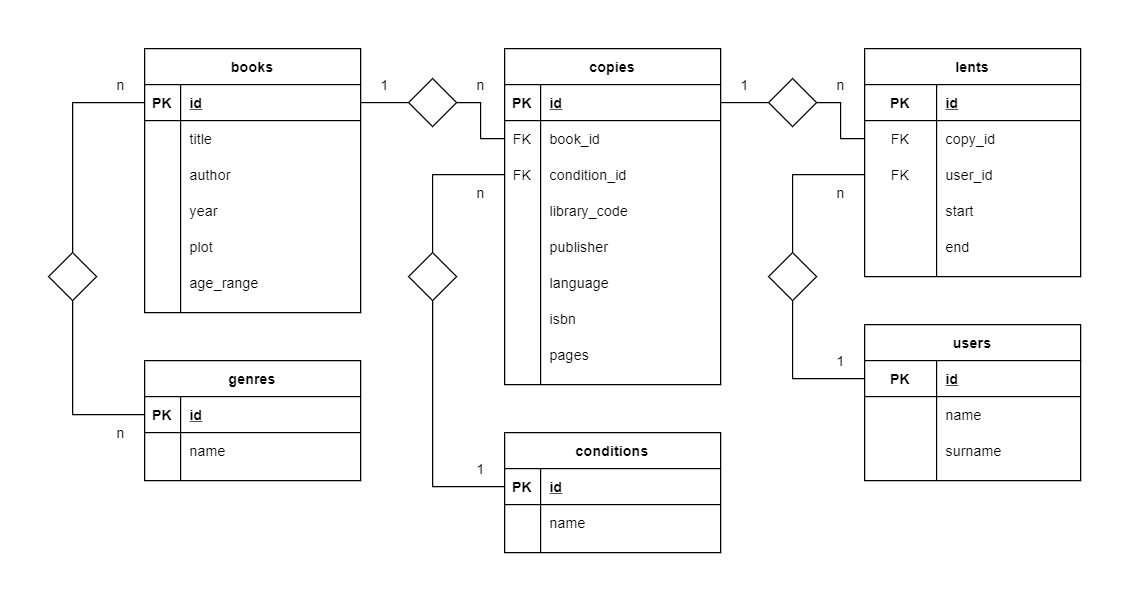 books
PK id
title
author
year
plot
age_range
n
1
n
copies
PK id
FK book_id
FK condition_id
library_code
publisher
language
isbn
pages
n
1
n
lents
PK id
FK copy_id
FK user_id
start
end
n
1
users
PK id
name
surname
genres
PK id
name
n
1
conditions
PK id
name